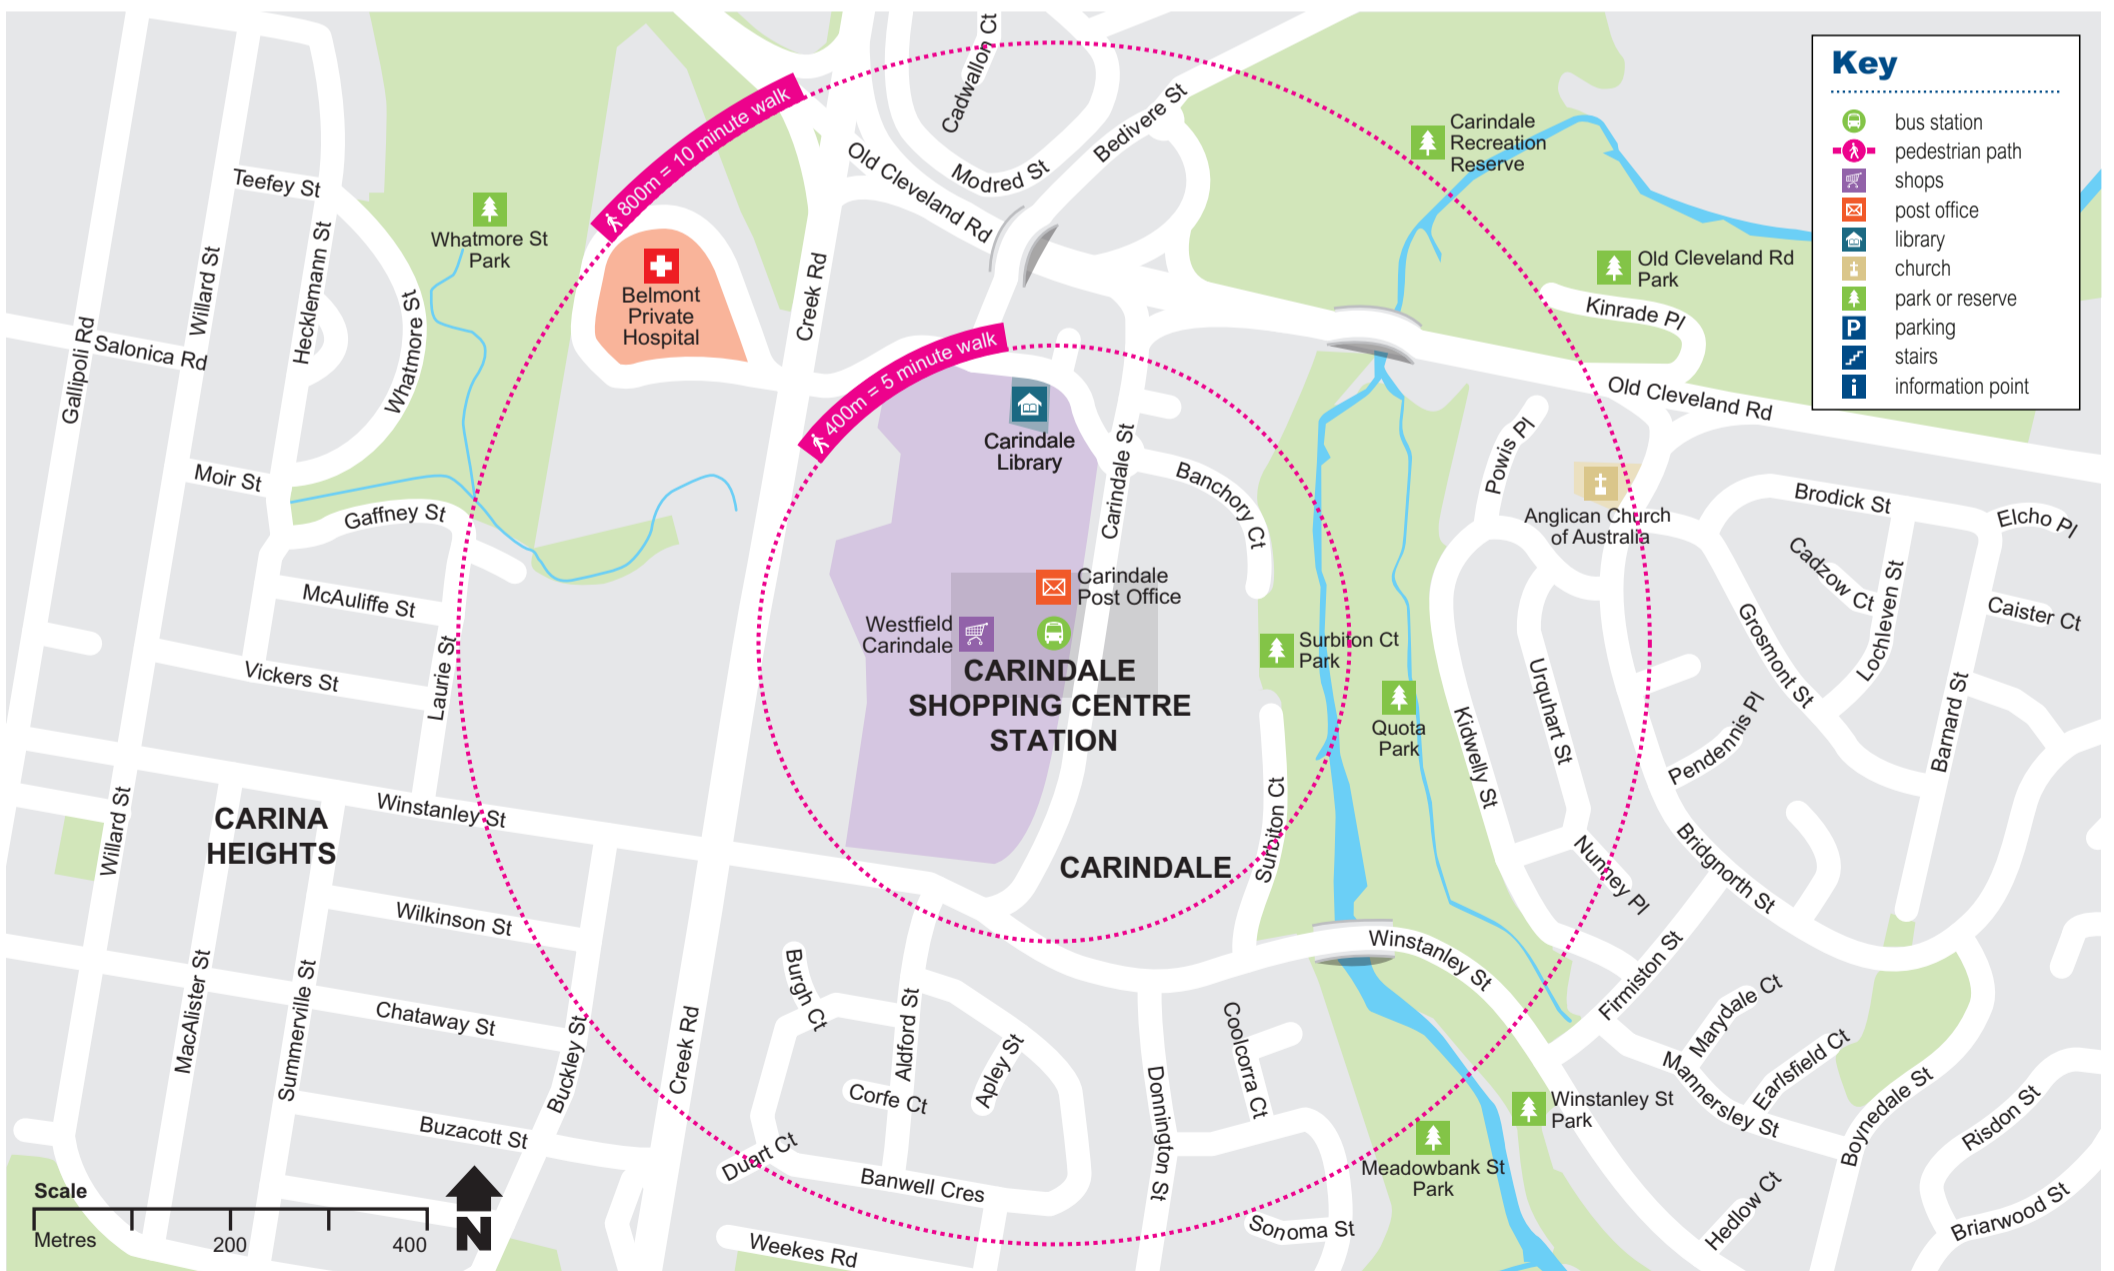 Key
bus station
pedestrian path
shops
post office
library
church
park or reserve
parking
stairs
information point
800m = 10 minute walk
400m = 5 minute walk
Cadwallon Ct
Bedivere St
Modred St
Old Cleveland Rd
Carindale
Recreation
Reserve
Teefey St
Whatmore St
Park
Belmont
Private
Hospital
Creek Rd
Old Cleveland Rd
Park
Kinrade Pl
Old Cleveland Rd
Gallipoli Rd
Salonica Rd
Willard St
Hecklemann St
Whatmore St
Moir St
Gaffney St
McAuliffe St
Vickers St
Laurie St
Carindale
Library
Carindale St
Banchory Ct
Powis Pl
Anglican Church
of Australia
Brodick St
Elcho Pl
Cadzow Ct
Lochleven St
Caister Ct
Grosmont St
Barnard St
Carindale
Post Office
Westfield
Carindale
CARINDALE
SHOPPING CENTRE
STATION
Surbiton Ct
Park
Quota
Park
Kidwelly St
Urquhart St
Pendennis Pl
Nunney Pl
Bridgnorth St
CARINA
HEIGHTS
Willard St
Winstanley St
CARINDALE
Surbiton Ct
Wilkinson St
Chataway St
MacAlister St
Summerville St
Buckley St
Buzacott St
Creek Rd
Burgh Ct
Aldford St
Apley St
Corfe Ct
Duart Ct
Banwell Cres
Weekes Rd
Donnington St
Coolcorra Ct
Sonoma St
Winstanley St
Firmiston St
Marydale Ct
Mannersley St
Earlsfield Ct
Boynedale St
Winstanley St
Park
Meadowbank St
Park
Hedlow Ct
Risdon St
Briarwood St
Scale
Metres
200
400
N
P
i